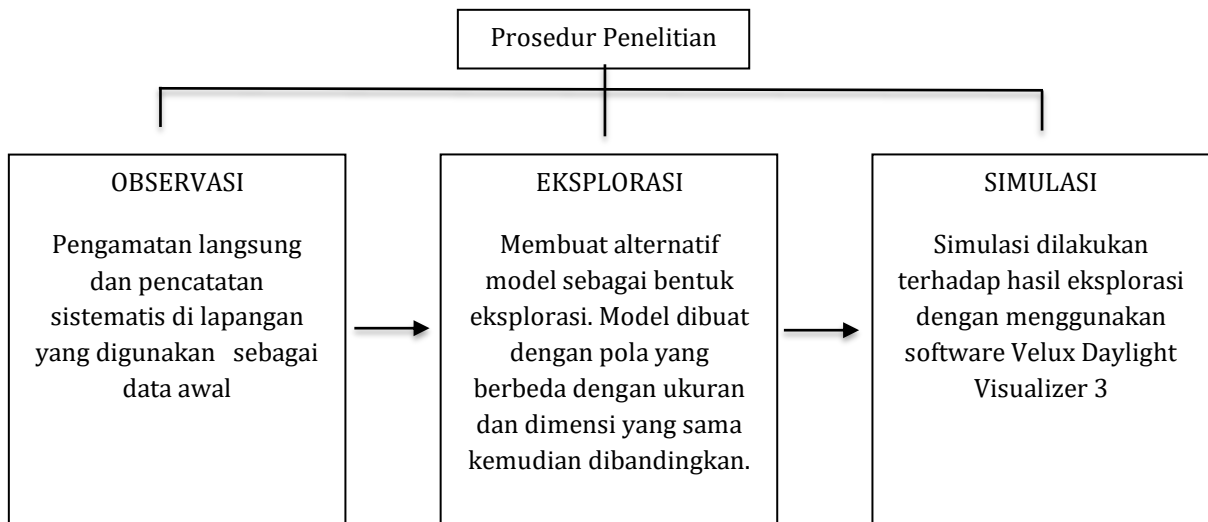 Prosedur Penelitian
OBSERVASI
Pengamatan langsung
dan pencatatan
sistematis di lapangan
yang digunakan sebagai
data awal
EKSPLORASI
Membuat alternatif
model sebagai bentuk
eksplorasi. Model dibuat
dengan pola yang
berbeda dengan ukuran
dan dimensi yang sama
kemudian dibandingkan.
SIMULASI
Simulasi dilakukan
terhadap hasil eksplorasi
dengan menggunakan
software Velux Daylight
Visualizer 3